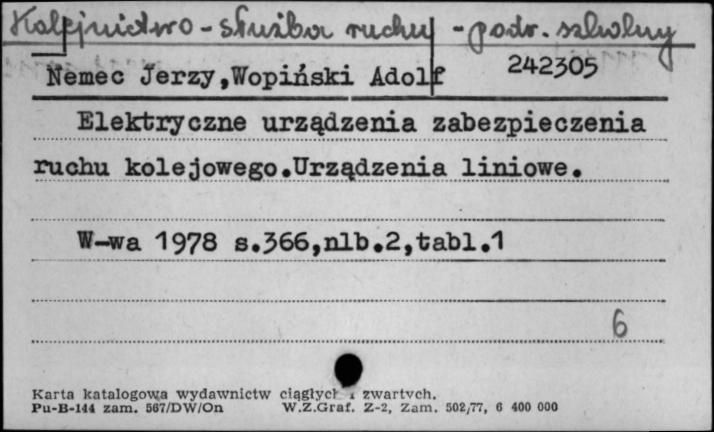 Kolejnictwo - służba ruchu - podr. szkolny
Nemec Jerzy,Wopiński Adolf 242305
Elektryczne urządzenia zabezpieczenia
ruchu kolejowego.Urządzenia liniowe.
W-wa 1978 s.366,nlb.2,tabl.1
6
Karta katalogowa wydawnictw ciągłych i zwartych.
Pu-B-144 zam. 567/DW/On W.Z.Graf. Z-2, Zam. 502/77, 6 400 000